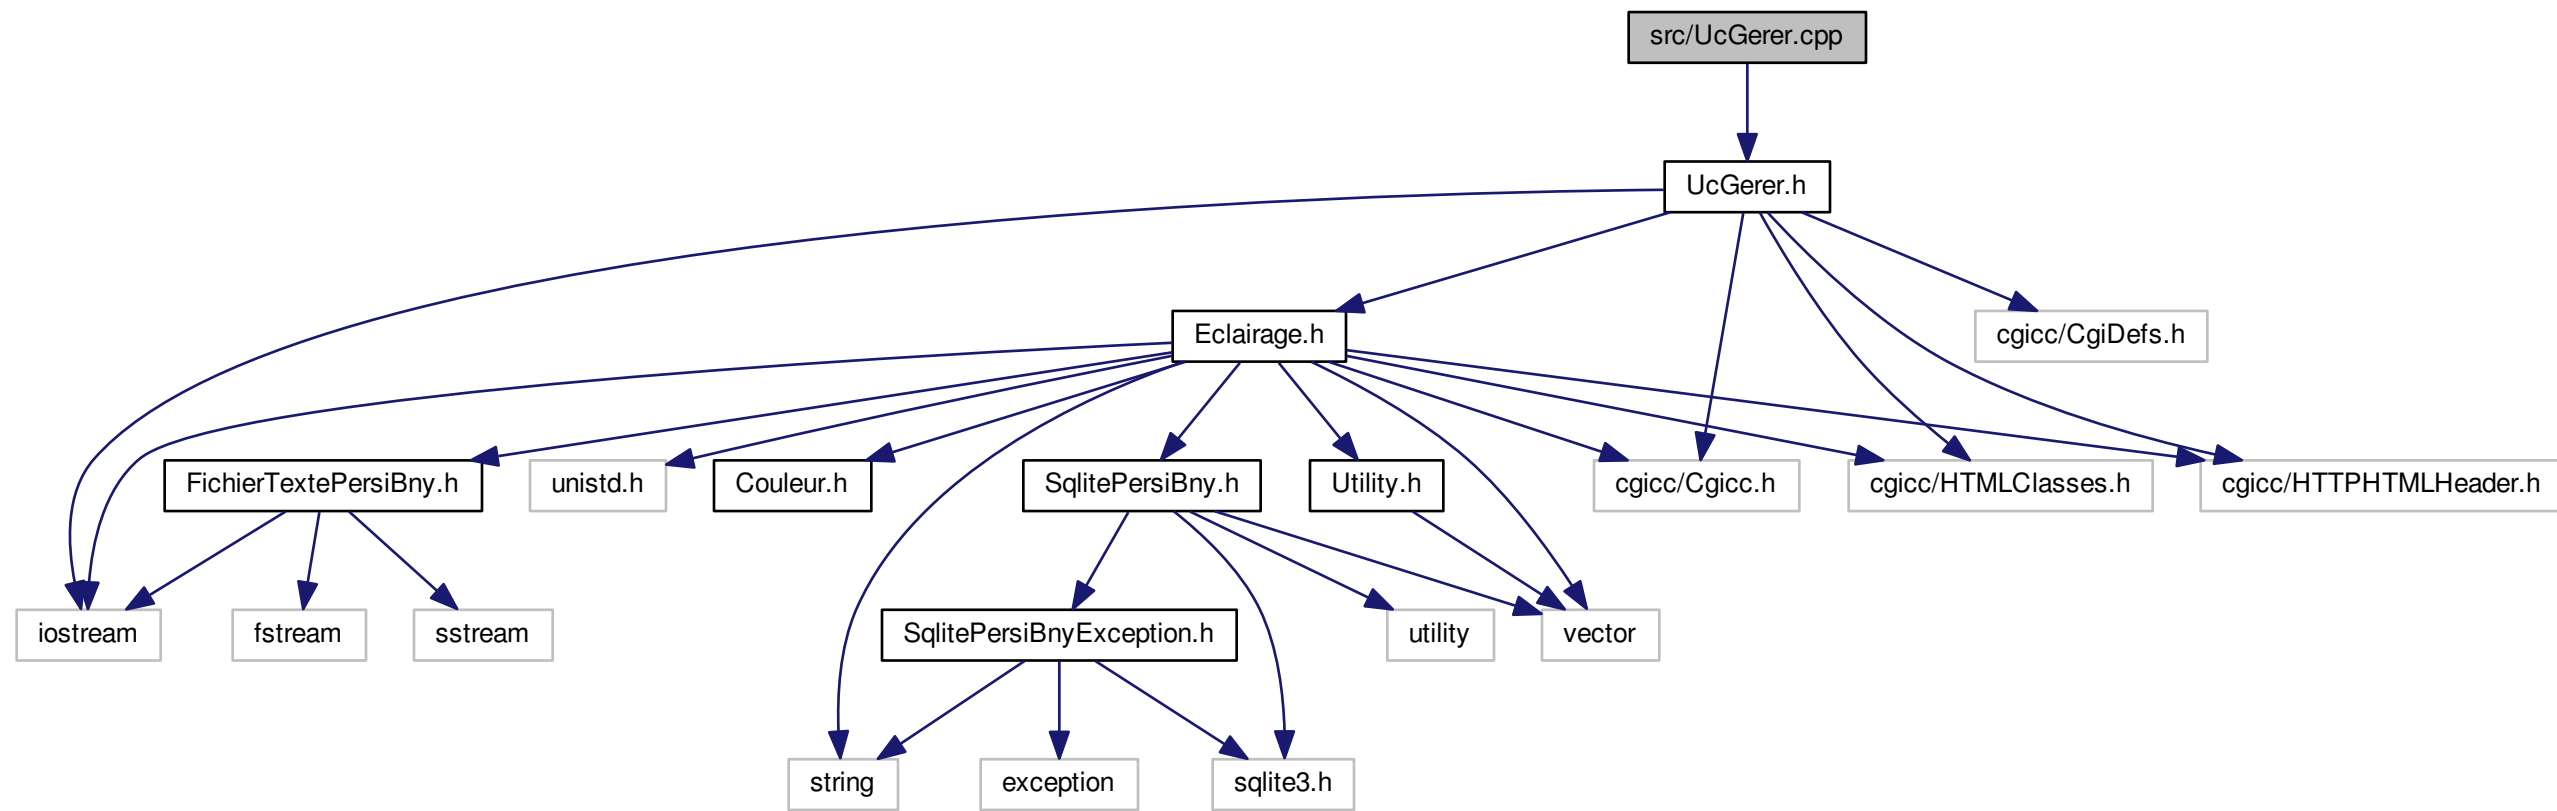 src/UcGerer.cpp
UcGerer.h
Eclairage.h
cgicc/CgiDefs.h
FichierTextePersiBny.h
unistd.h
Couleur.h
SqlitePersiBny.h
Utility.h
cgicc/Cgicc.h
cgicc/HTMLClasses.h
cgicc/HTTPHTMLHeader.h
iostream
fstream
sstream
SqlitePersiBnyException.h
utility
vector
string
exception
sqlite3.h